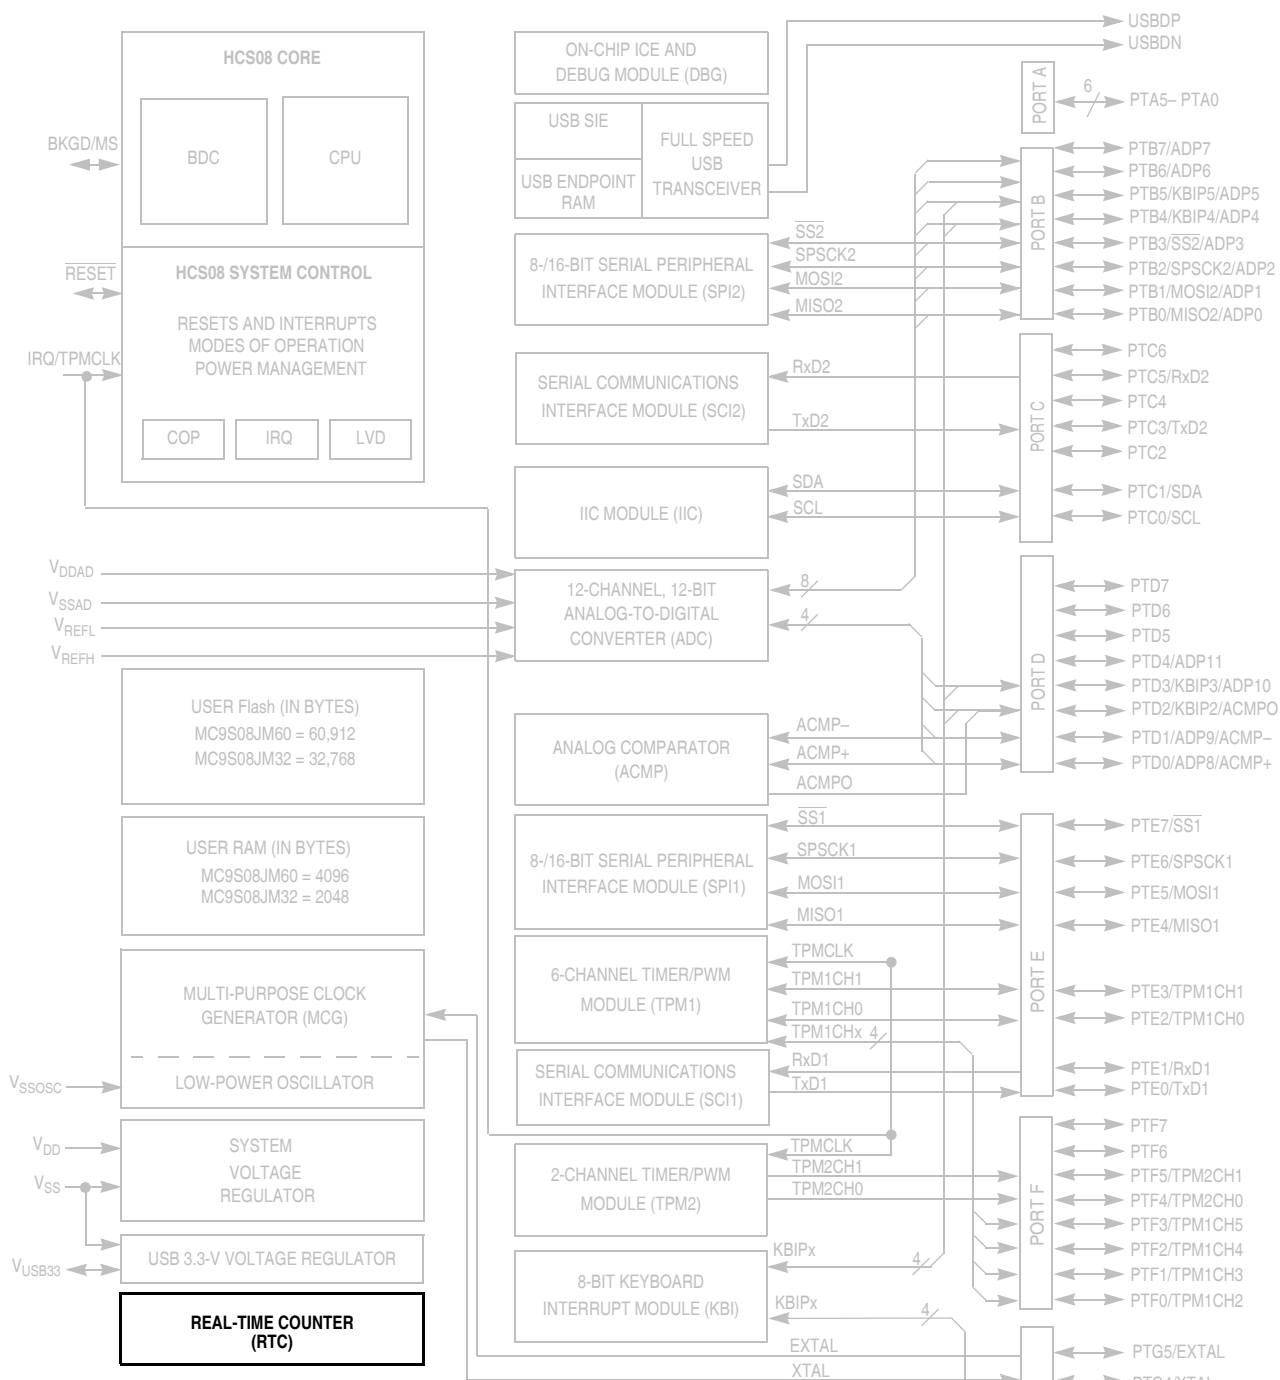 HCS08 CORE
BDC
CPU
BKGD/MS
HCS08 SYSTEM CONTROL
RESET
RESETS AND INTERRUPTS
MODES OF OPERATION
POWER MANAGEMENT
IRQ/TPMCLK
COP
IRQ
LVD
VDDAD
VSSAD
VREFL
VREFH
USER Flash (IN BYTES)
MC9S08JM60 = 60,912
MC9S08JM32 = 32,768
USER RAM (IN BYTES)
MC9S08JM60 = 4096
MC9S08JM32 = 2048
MULTI-PURPOSE CLOCK
GENERATOR (MCG)
LOW-POWER OSCILLATOR
VSSOSC
VDD
VSS
SYSTEM
VOLTAGE
REGULATOR
VUSB33
USB 3.3-V VOLTAGE REGULATOR
REAL-TIME COUNTER
(RTC)
ON-CHIP ICE AND
DEBUG MODULE (DBG)
USB SIE
USB ENDPOINT
RAM
FULL SPEED
USB
TRANSCEIVER
8-/16-BIT SERIAL PERIPHERAL
INTERFACE MODULE (SPI2)
SS2
SPSCK2
MOSI2
MISO2
SERIAL COMMUNICATIONS
INTERFACE MODULE (SCI2)
RxD2
TxD2
IIC MODULE (IIC)
SDA
SCL
12-CHANNEL, 12-BIT
ANALOG-TO-DIGITAL
CONVERTER (ADC)
8
4
ANALOG COMPARATOR
(ACMP)
ACMP–
ACMP+
ACMPO
8-/16-BIT SERIAL PERIPHERAL
INTERFACE MODULE (SPI1)
SS1
SPSCK1
MOSI1
MISO1
6-CHANNEL TIMER/PWM
MODULE (TPM1)
TPMCLK
TPM1CH1
TPM1CH0
TPM1CHx
4
SERIAL COMMUNICATIONS
INTERFACE MODULE (SCI1)
RxD1
TxD1
2-CHANNEL TIMER/PWM
MODULE (TPM2)
TPMCLK
TPM2CH1
TPM2CH0
8-BIT KEYBOARD
INTERRUPT MODULE (KBI)
KBIPx
4
KBIPx
4
EXTAL
XTAL
USBDP
USBDN
PORT A
6
PTA5– PTA0
PORT B
PTB7/ADP7
PTB6/ADP6
PTB5/KBIP5/ADP5
PTB4/KBIP4/ADP4
PTB3/SS2/ADP3
PTB2/SPSCK2/ADP2
PTB1/MOSI2/ADP1
PTB0/MISO2/ADP0
PORT C
PTC6
PTC5/RxD2
PTC4
PTC3/TxD2
PTC2
PTC1/SDA
PTC0/SCL
PORT D
PTD7
PTD6
PTD5
PTD4/ADP11
PTD3/KBIP3/ADP10
PTD2/KBIP2/ACMPO
PTD1/ADP9/ACMP–
PTD0/ADP8/ACMP+
PORT E
PTE7/SS1
PTE6/SPSCK1
PTE5/MOSI1
PTE4/MISO1
PTE3/TPM1CH1
PTE2/TPM1CH0
PTE1/RxD1
PTE0/TxD1
PORT F
PTF7
PTF6
PTF5/TPM2CH1
PTF4/TPM2CH0
PTF3/TPM1CH5
PTF2/TPM1CH4
PTF1/TPM1CH3
PTF0/TPM1CH2
PTG5/EXTAL